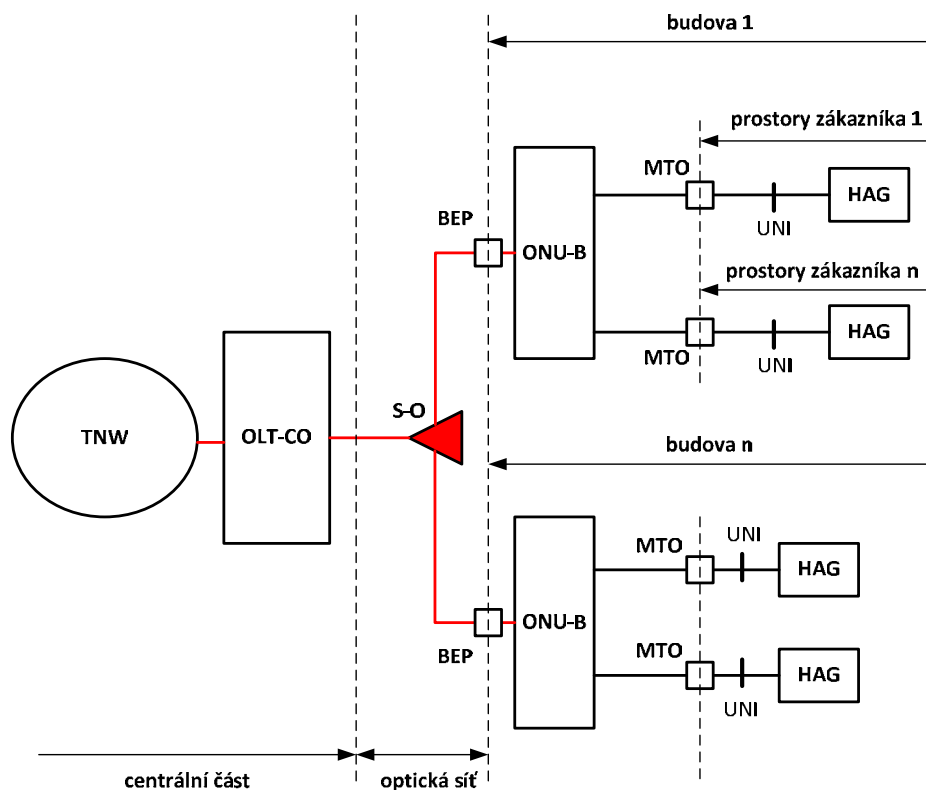 budova 1
prostory zákazníka 1
MTO
HAG
BEP
UNI
ONU-B
prostory zákazníka n
HAG
MTO
UNI
S-O
TNW
OLT-CO
budova n
UNI
MTO
HAG
ONU-B
BEP
MTO
HAG
UNI
centrální část
optická síť